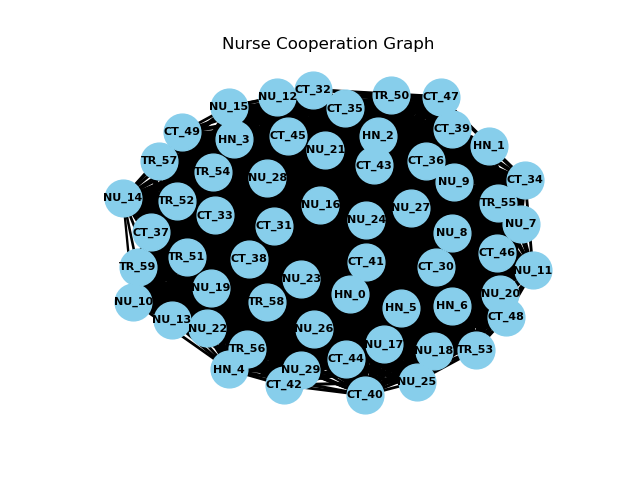 Nurse Cooperation Graph
CT_32
NU_12
TR_50
CT_47
NU_15
CT_35
CT_39
CT_49
HN_3
CT_45
HN_2
HN_1
NU_21
TR_57
CT_43
CT_36
TR_54
NU_28
NU_9
CT_34
NU_14
TR_52
NU_16
NU_27
TR_55
CT_33
NU_24
NU_7
CT_37
CT_31
NU_8
TR_51
CT_38
CT_41
CT_46
TR_59
CT_30
NU_11
NU_23
NU_19
HN_0
NU_20
NU_10
TR_58
HN_5
HN_6
NU_13
NU_22
NU_26
CT_48
TR_56
NU_17
NU_18
TR_53
HN_4
NU_29
CT_44
CT_42
NU_25
CT_40